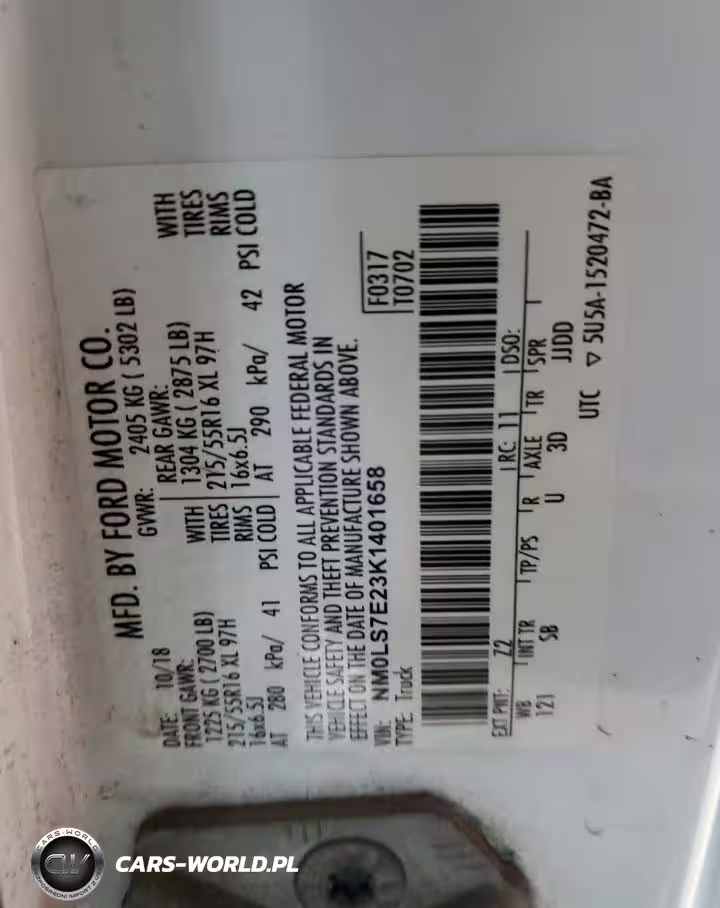 MFD. BY FORD MOTOR CO.
DATE: 10/18 GVWR: 2405 KG ( 5302 LB)
FRONT GAWR: REAR GAWR:
1225 KG ( 2700 LB) WITH 1304 KG ( 2875 LB) WITH
215/55R16 XL 97H TIRES 215/55R16 XL 97H TIRES
16x6.5J RIMS 16x6.5J RIMS
AT 280 kPa/ 41 PSI COLD AT 290 kPa/ 42 PSI COLD
THIS VEHICLE CONFORMS TO ALL APPLICABLE FEDERAL MOTOR
VEHICLE SAFETY AND THEFT PREVENTION STANDARDS IN
EFFECT ON THE DATE OF MANUFACTURE SHOWN ABOVE.
VIN: NM0LS7E23K1401658 F0317
TYPE: Truck T0702
EXT PNT: Z2 RC: 11 DSO:
WB INT TR TP/PS R AXLE TR SPR
121 SB U 3D JJDD
UTC ▽ 5U5A-1520472-BA
CARS-WORLD
CW
CARS-WORLD.PL